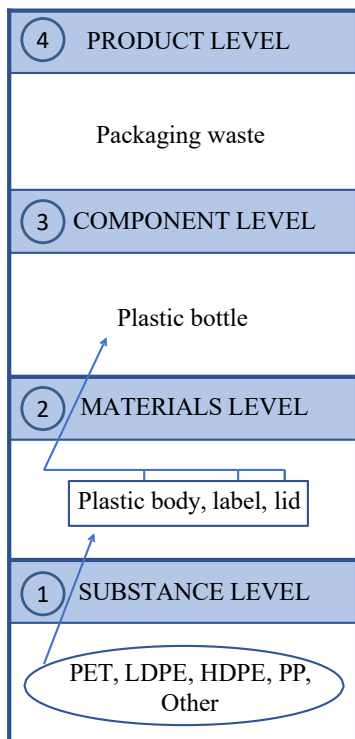 4 PRODUCT LEVEL
Packaging waste
3 COMPONENT LEVEL
Plastic bottle
2 MATERIALS LEVEL
Plastic body, label, lid
1 SUBSTANCE LEVEL
PET, LDPE, HDPE, PP,
Other